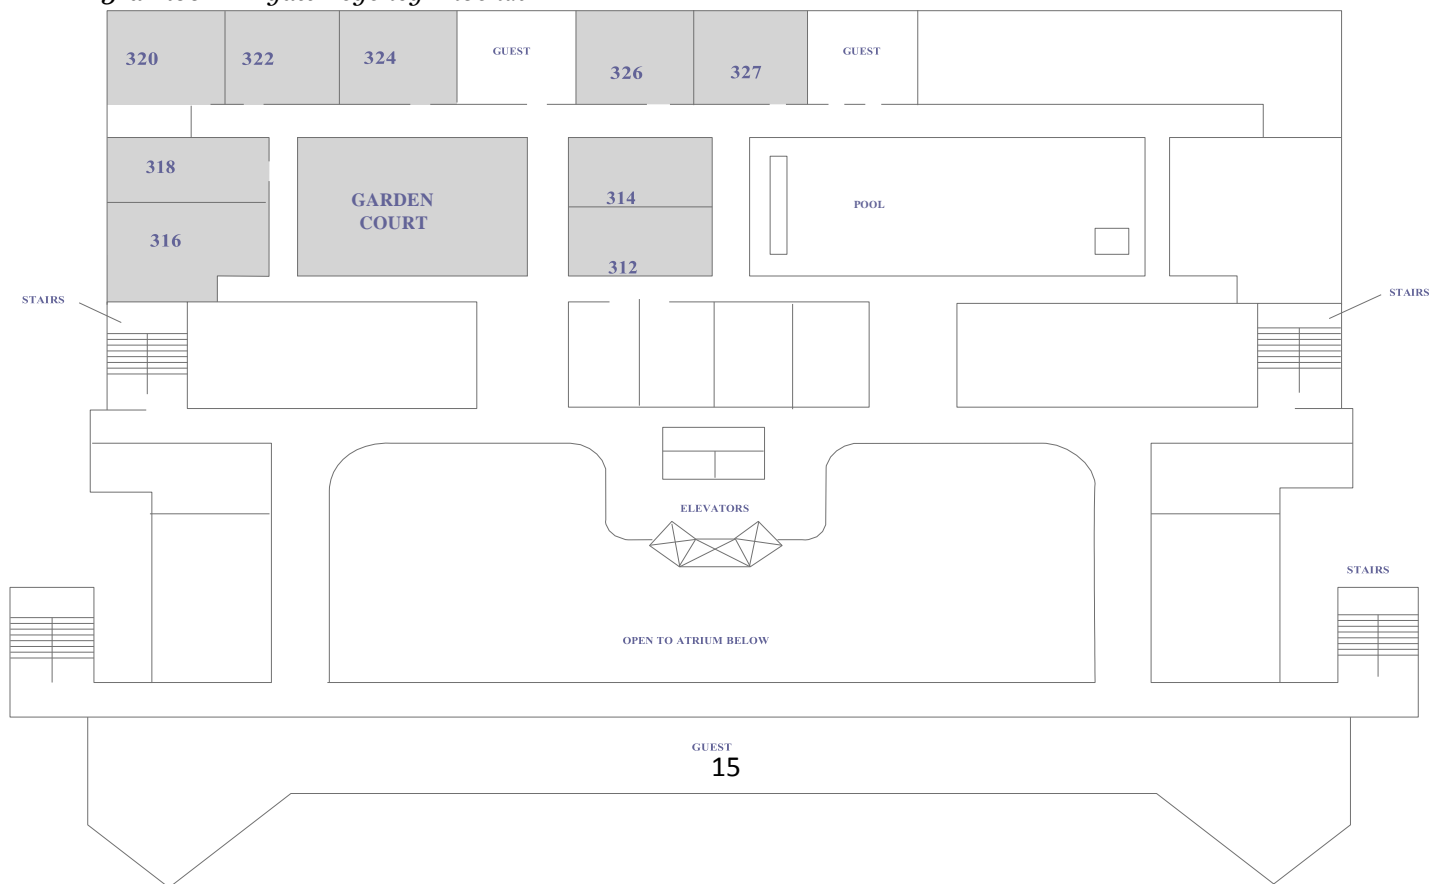 320
322
324
GUEST
326
327
GUEST
318
316
GARDEN
COURT
314
312
POOL
STAIRS
STAIRS
ELEVATORS
STAIRS
OPEN TO ATRIUM BELOW
GUEST
15